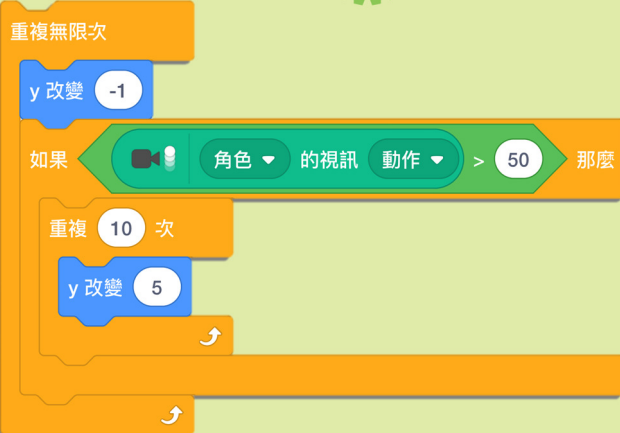 重複無限次
y 改變 -1
如果 角色 的視訊 動作 > 50 那麼
重複 10 次
y 改變 5